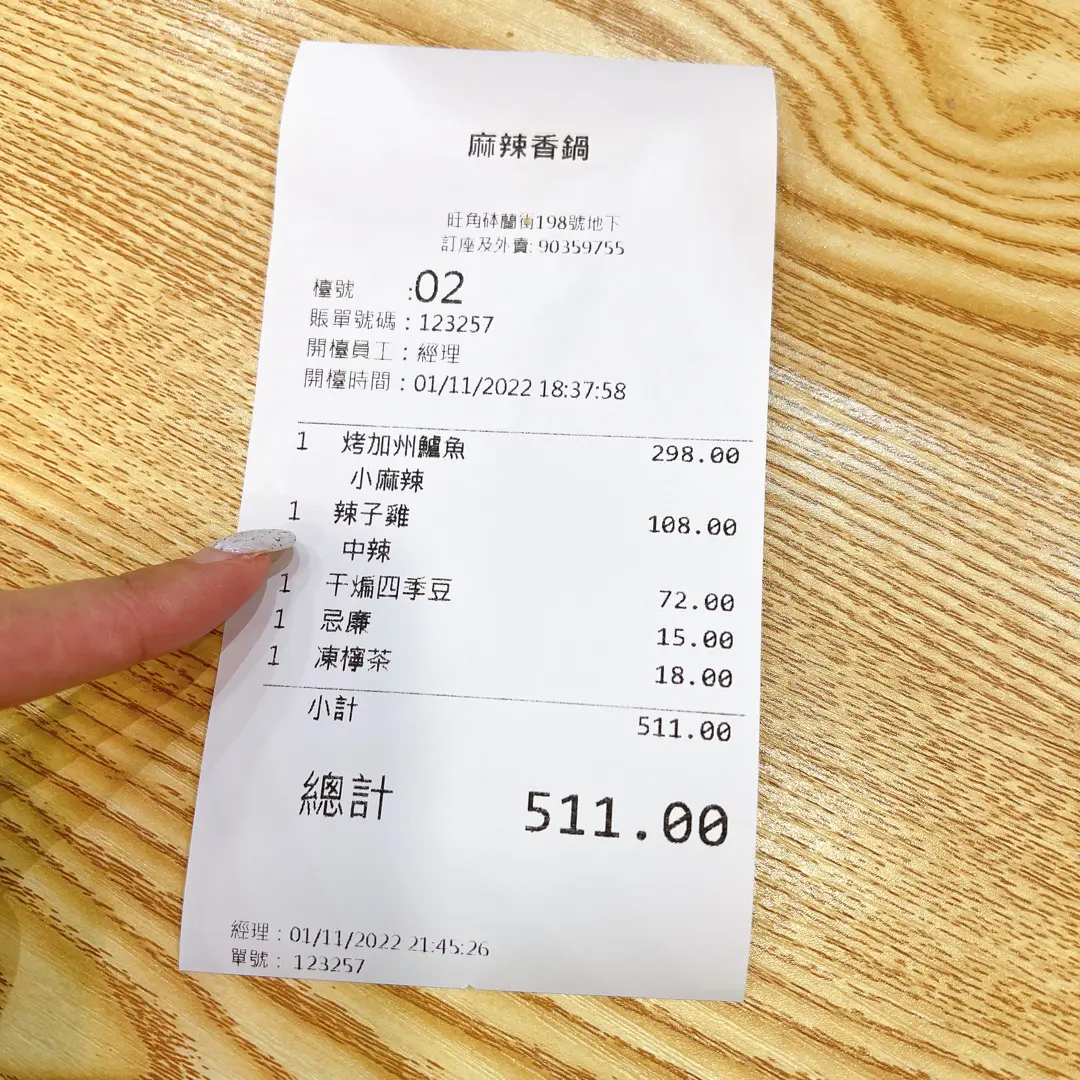 麻辣香鍋
旺角砵蘭街198號地下
訂座及外賣: 90359755
檯號 :02
賬單號碼：123257
開檯員工：經理
開檯時間：01/11/2022 18:37:58
1 烤加州鱸魚 298.00
小麻辣
1 辣子雞 108.00
中辣
1 干煸四季豆 72.00
1 忌廉 15.00
1 凍檸茶 18.00
小計 511.00
總計 511.00
經理：01/11/2022 21:45:26
單號： 123257